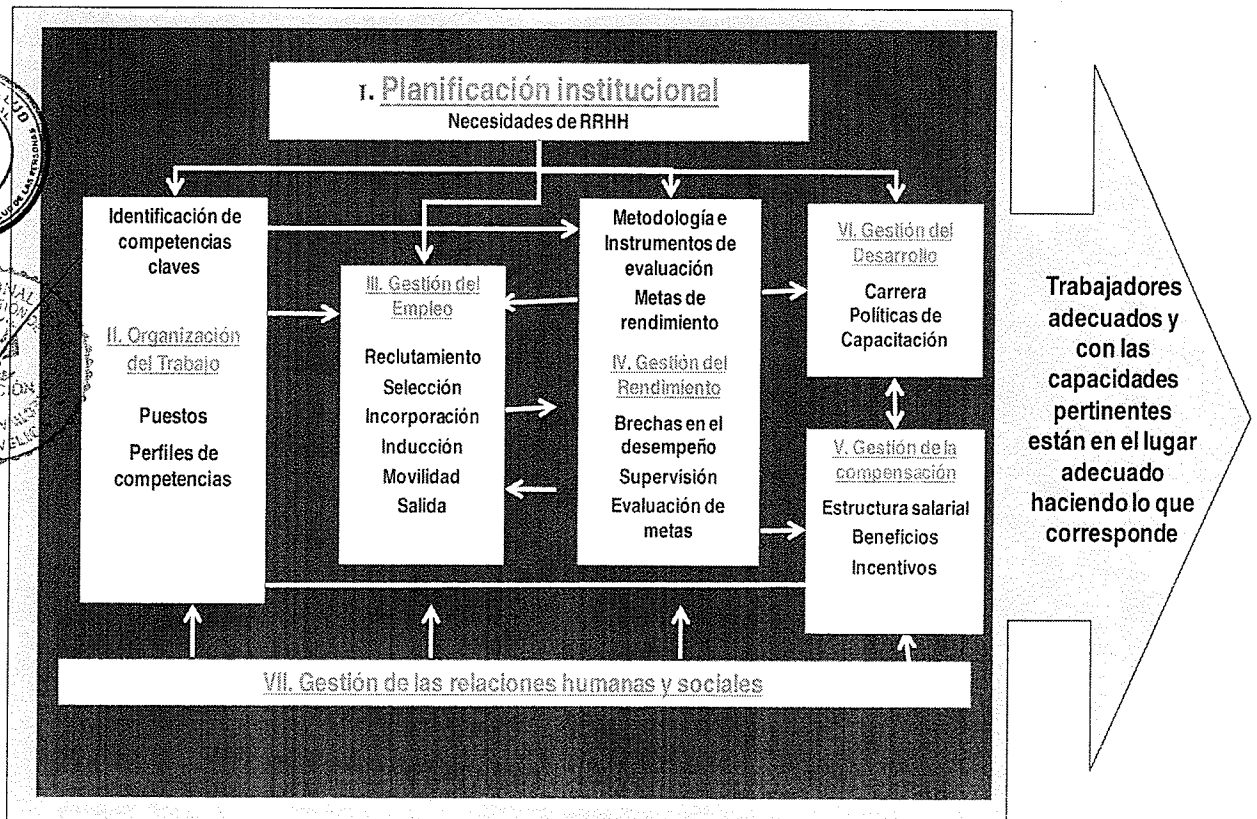 I. Planificación institucional
Necesidades de RRHH
Identificación de
competencias
claves
II. Organización
del Trabajo
Puestos
Perfiles de
competencias
III. Gestión del
Empleo
Reclutamiento
Selección
Incorporación
Inducción
Movilidad
Salida
Metodología e
Instrumentos de
evaluación
Metas de
rendimiento
IV. Gestión del
Rendimiento
Brechas en el
desempeño
Supervisión
Evaluación de
metas
VI. Gestión del
Desarrollo
Carrera
Políticas de
Capacitación
V. Gestión de la
compensación
Estructura salarial
Beneficios
Incentivos
VII. Gestión de las relaciones humanas y sociales
Trabajadores
adecuados y
con las
capacidades
pertinentes
están en el lugar
adecuado
haciendo lo que
corresponde
DE LAS PERSONAS